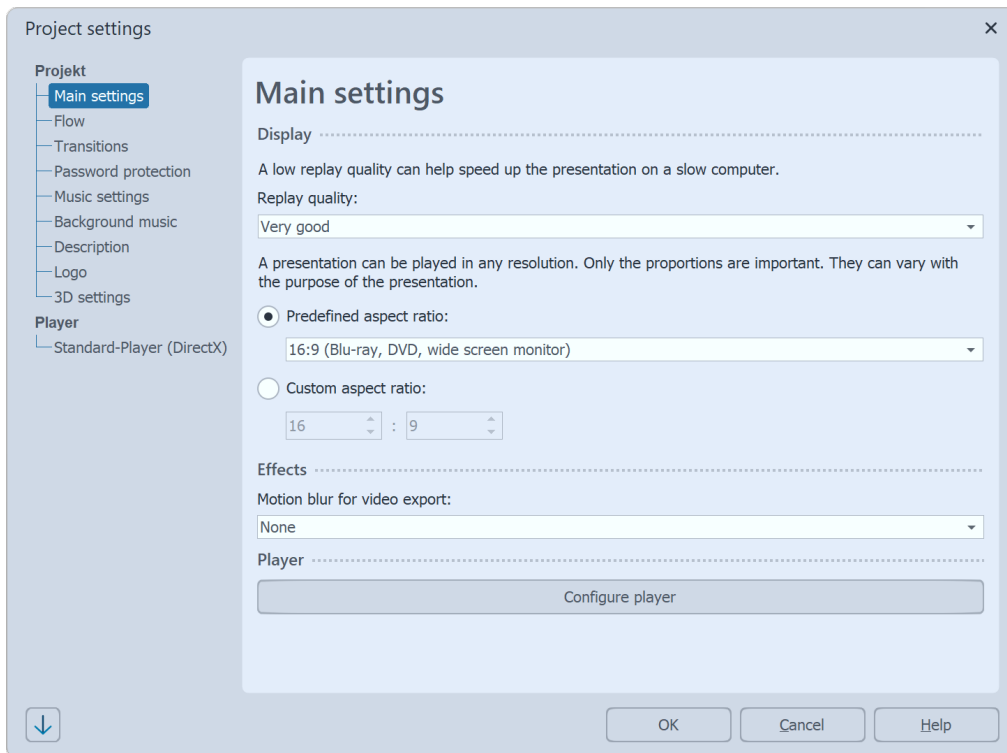 Project settings
Projekt
Main settings
Flow
Transitions
Password protection
Music settings
Background music
Description
Logo
3D settings
Player
Standard-Player (DirectX)
Main settings
Display
A low replay quality can help speed up the presentation on a slow computer.
Replay quality:
Very good
A presentation can be played in any resolution. Only the proportions are important. They can vary with
the purpose of the presentation.
Predefined aspect ratio:
16:9 (Blu-ray, DVD, wide screen monitor)
Custom aspect ratio:
16 : 9
Effects
Motion blur for video export:
None
Player
Configure player
OK Cancel Help